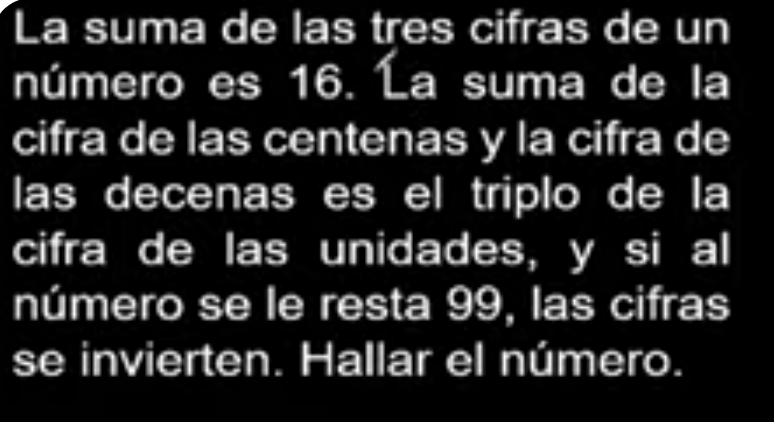 La suma de las tres cifras de un
número es 16. La suma de la
cifra de las centenas y la cifra de
las decenas es el triplo de la
cifra de las unidades, y si al
número se le resta 99, las cifras
se invierten. Hallar el número.